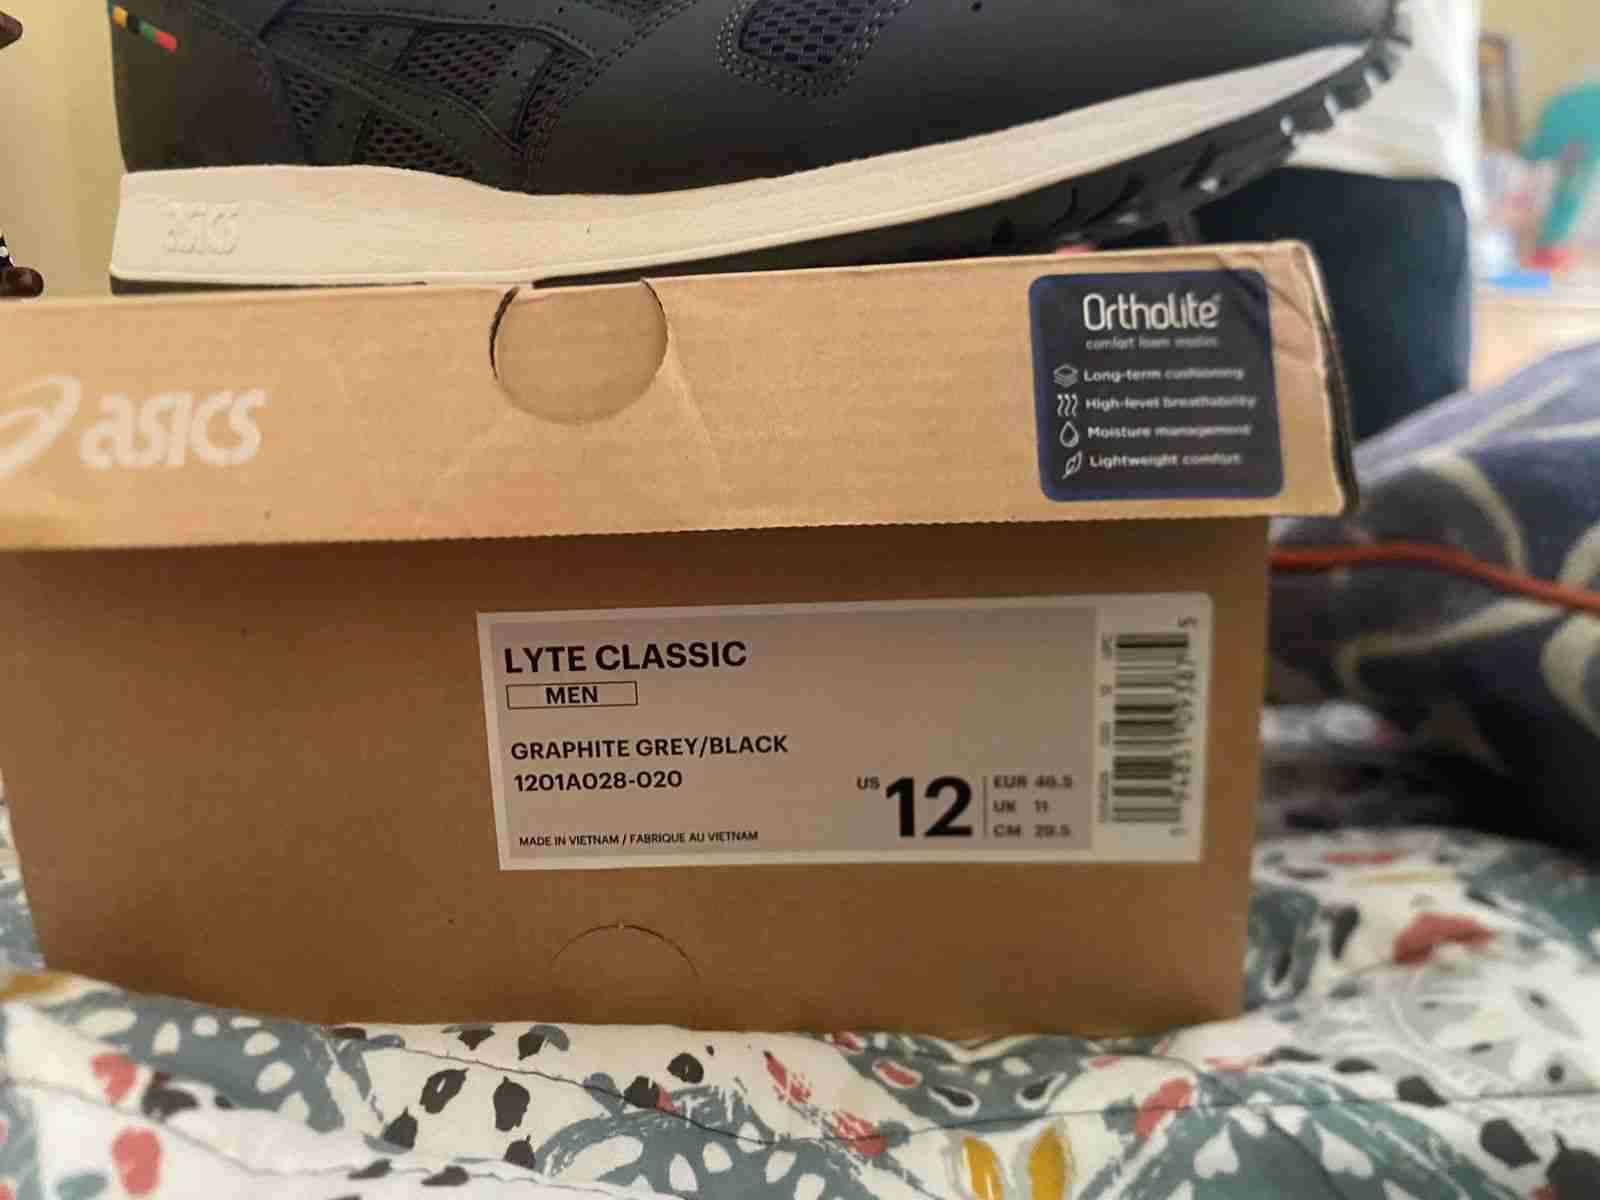 asics
asics
Ortholite
comfort foam insoles
Long-term cushioning
High-level breathability
Moisture management
Lightweight comfort
LYTE CLASSIC
MEN
GRAPHITE GREY/BLACK
1201A028-020
US 12
EUR 46.5
UK 11
CM 29.5
MADE IN VIETNAM / FABRIQUE AU VIETNAM